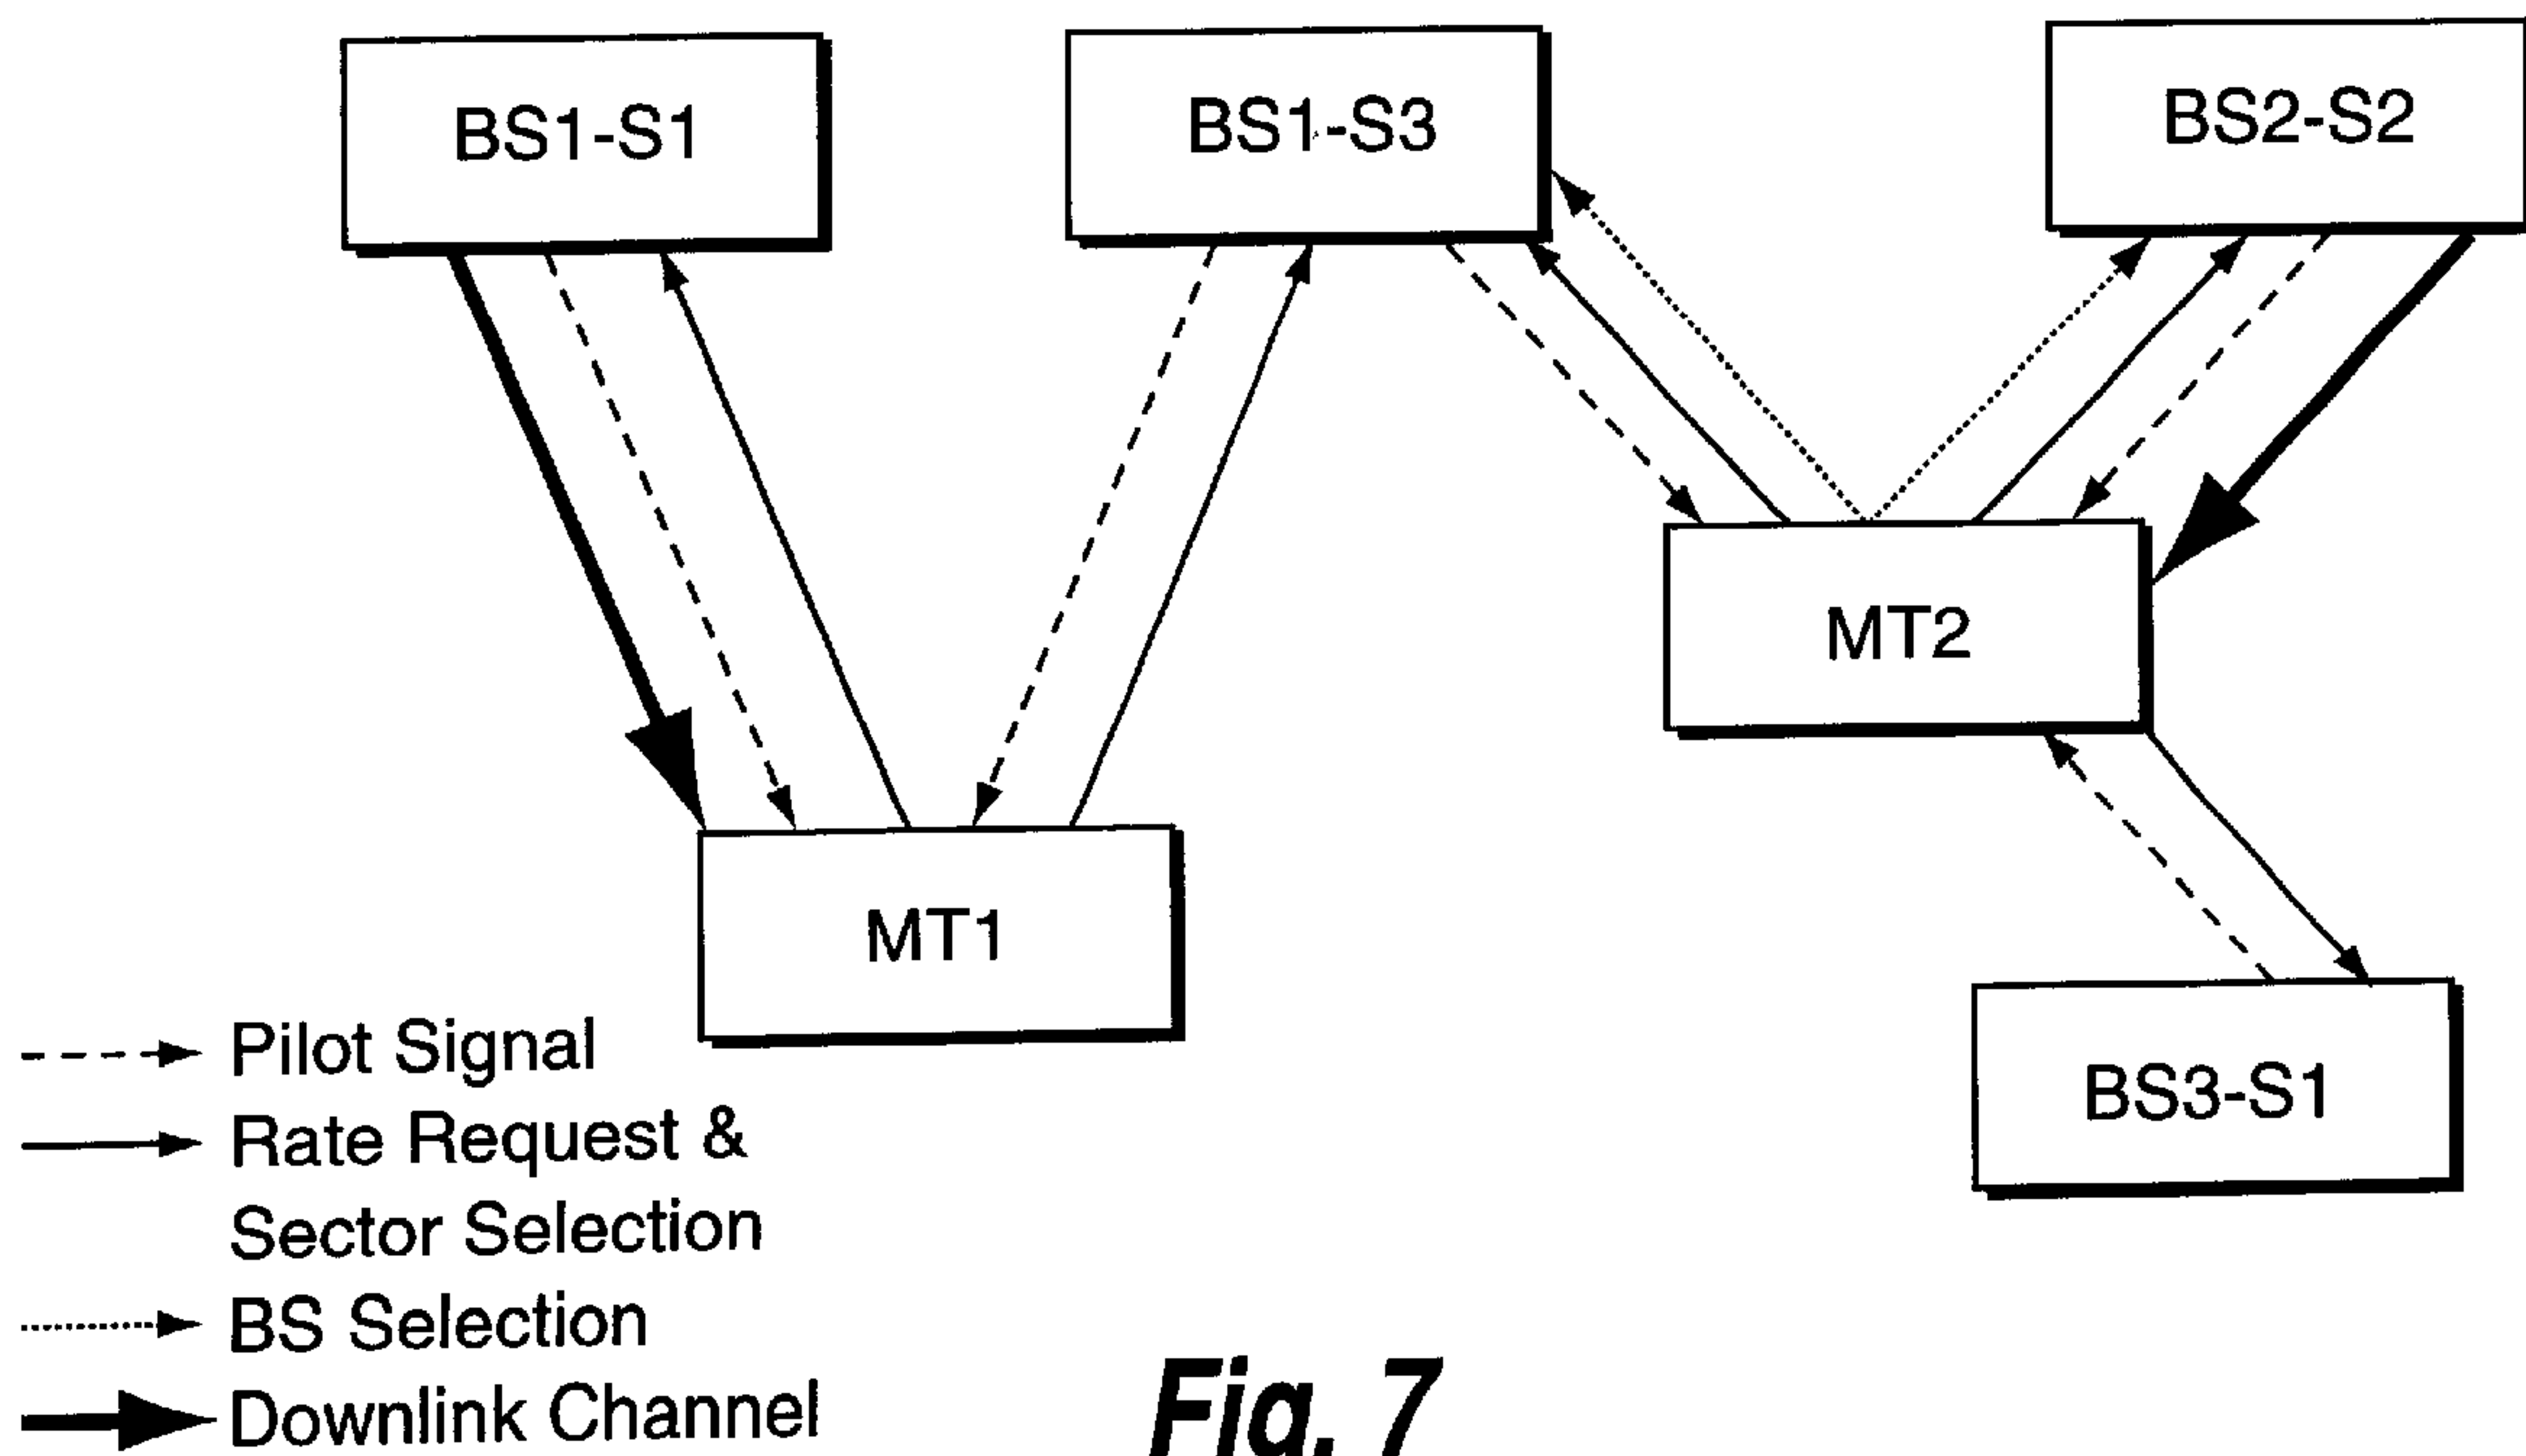 BS1-S1
BS1-S3
BS2-S2
MT2
MT1
BS3-S1
Pilot Signal
Rate Request &
Sector Selection
BS Selection
Downlink Channel
Fig. 7